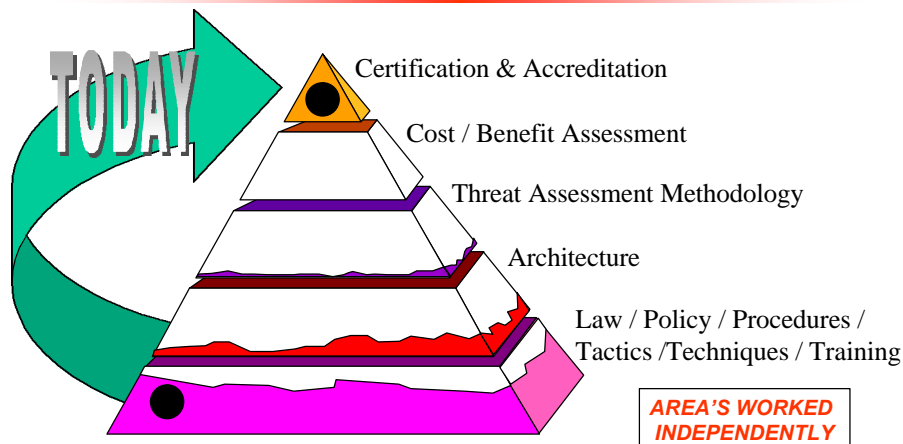 TODAY
Certification & Accreditation
Cost / Benefit Assessment
Threat Assessment Methodology
Architecture
Law / Policy / Procedures /
Tactics /Techniques / Training
AREA'S WORKED
INDEPENDENTLY